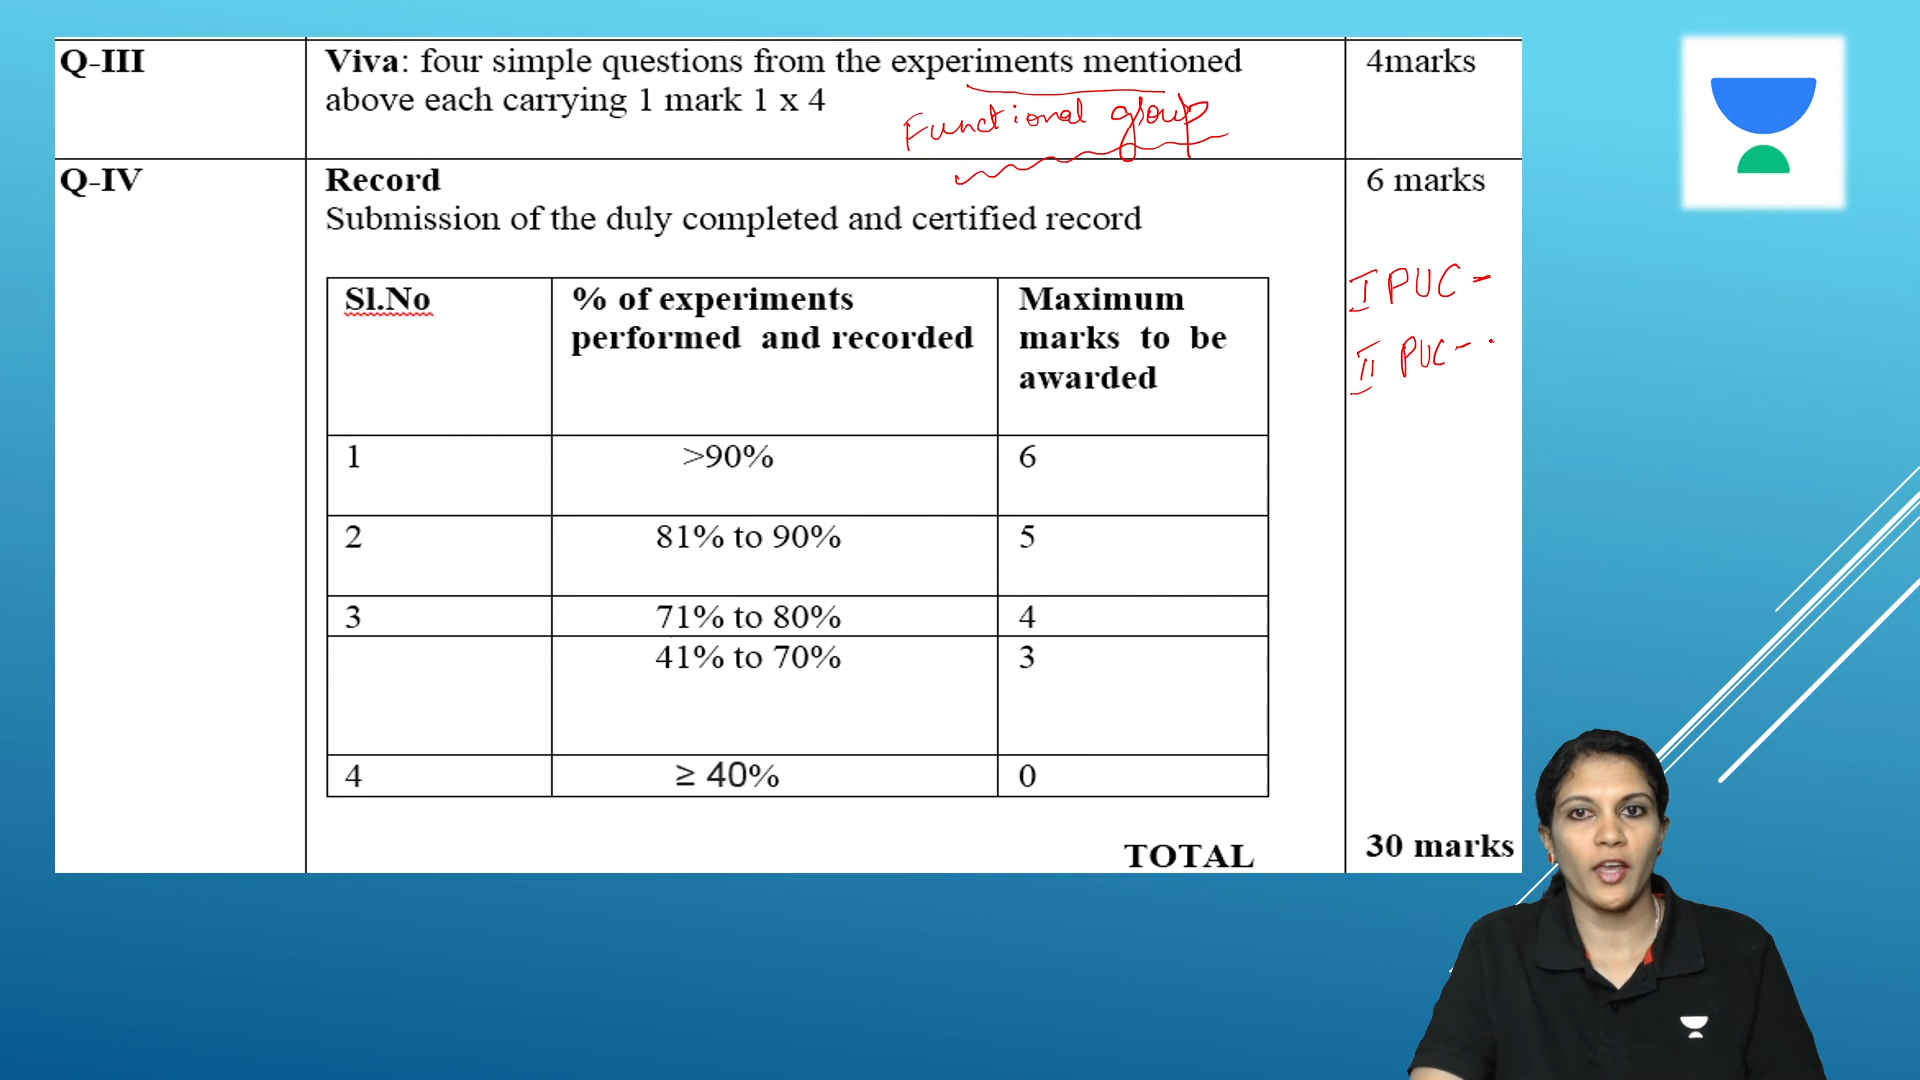 Q-III
Viva: four simple questions from the experiments mentioned
above each carrying 1 mark 1 x 4
4marks
Functional group
Q-IV
Record
6 marks
Submission of the duly completed and certified record
Sl.No
% of experiments
performed and recorded
Maximum
marks to be
awarded
I PUC -
II PUC -
1 >90% 6
2 81% to 90% 5
3 71% to 80% 4
41% to 70% 3
4 ≥ 40% 0
TOTAL 30 marks